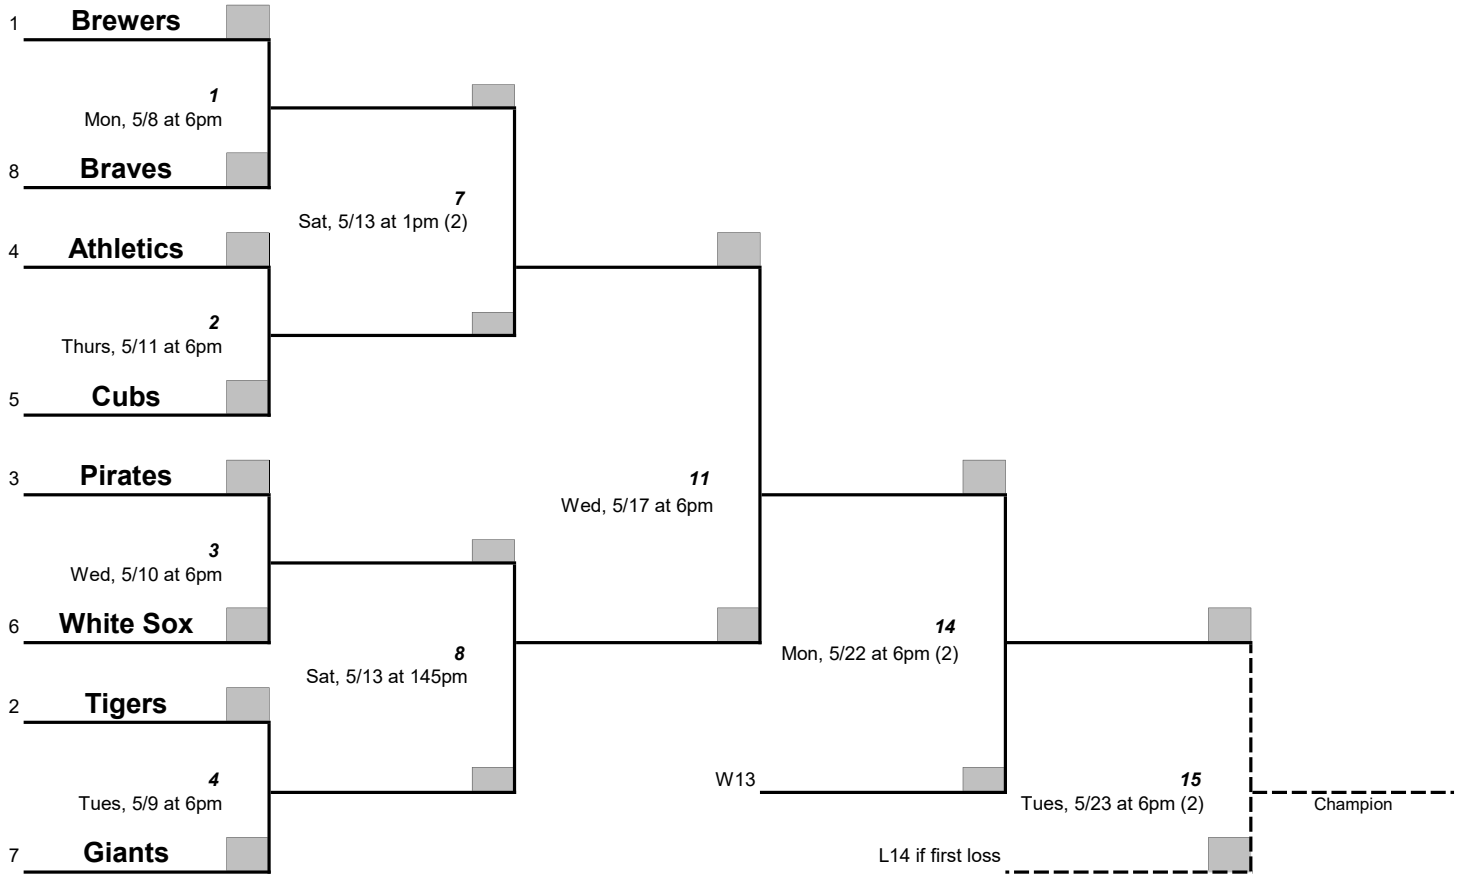 1 Brewers
1
Mon, 5/8 at 6pm
8 Braves
7
Sat, 5/13 at 1pm (2)
4 Athletics
2
Thurs, 5/11 at 6pm
5 Cubs
3 Pirates
11
Wed, 5/17 at 6pm
3
Wed, 5/10 at 6pm
6 White Sox
14
Mon, 5/22 at 6pm (2)
8
Sat, 5/13 at 145pm
2 Tigers
4
Tues, 5/9 at 6pm
W13
15
Tues, 5/23 at 6pm (2)
Champion
7 Giants
L14 if first loss